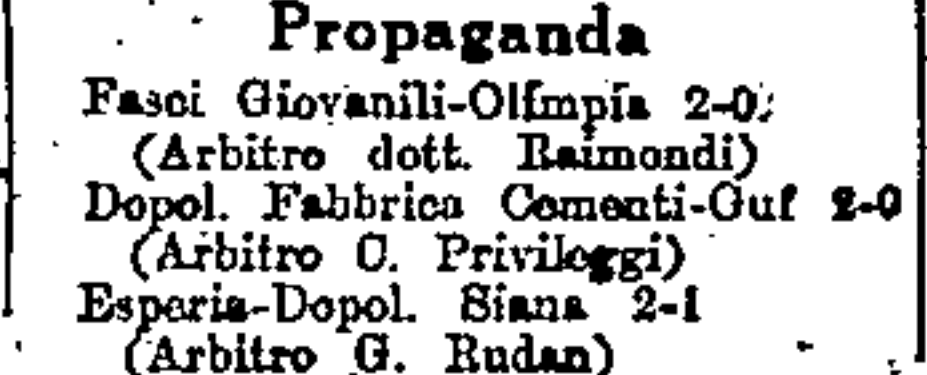 Propaganda
Fasci Giovanili-Olimpia 2-0
(Arbitro dott. Raimondi)
Dopol. Fabbrica Cementi-Guf 2-0
(Arbitro C. Privileggi)
Esperia-Dopol. Siana 2-1
(Arbitro G. Rudan)